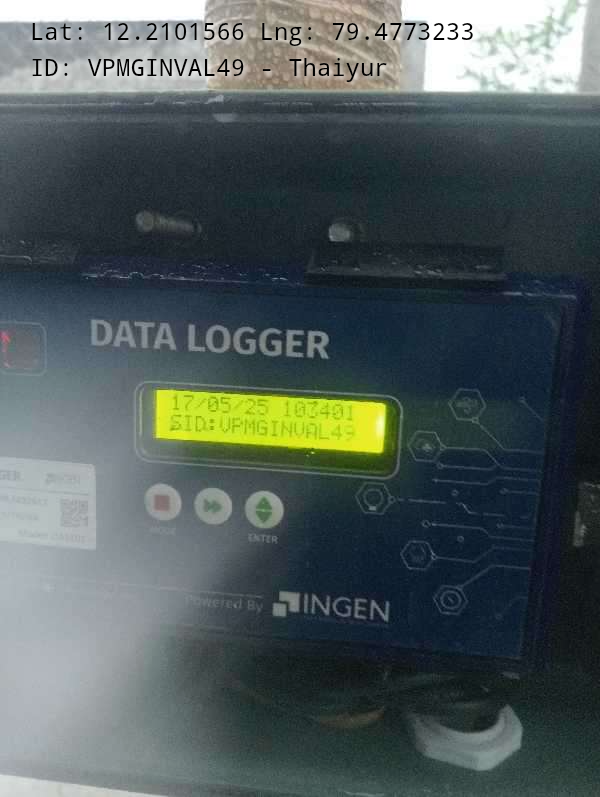 Lat: 12.2101566 Lng: 79.4773233
ID: VPMGINVAL49 - Thaiyur
DATA LOGGER
17/05/25 103401
SID:VPMGINVAL49
INGEN
MODE
ENTER
Powered By INGEN